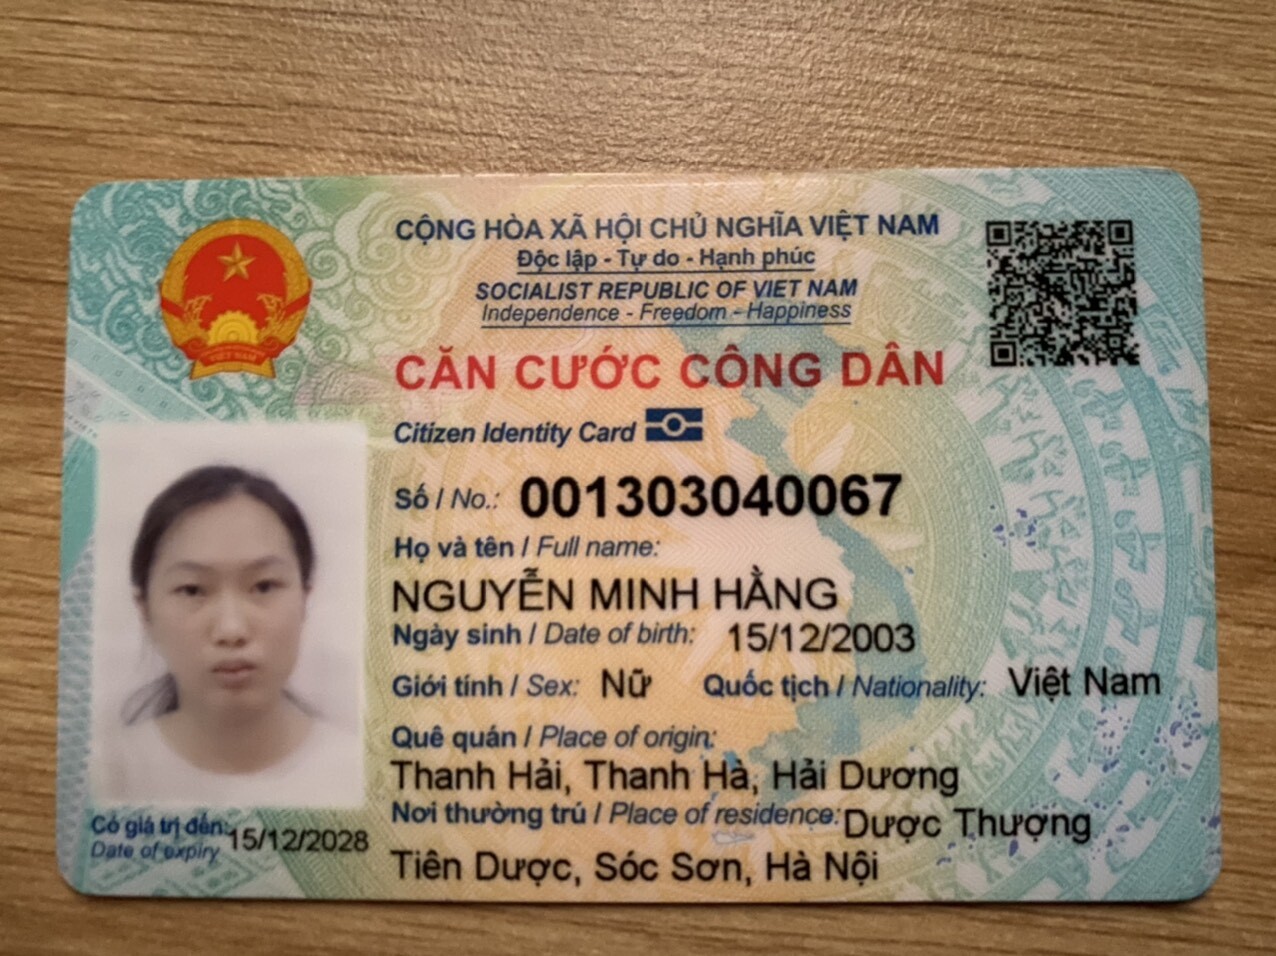 CỘNG HÒA XÃ HỘI CHỦ NGHĨA VIỆT NAM
Độc lập - Tự do - Hạnh phúc
SOCIALIST REPUBLIC OF VIET NAM
Independence - Freedom - Happiness
CĂN CƯỚC CÔNG DÂN
Citizen Identity Card
Số / No.: 001303040067
Họ và tên / Full name:
NGUYỄN MINH HẰNG
Ngày sinh / Date of birth: 15/12/2003
Giới tính / Sex: Nữ Quốc tịch / Nationality: Việt Nam
Quê quán / Place of origin:
Thanh Hải, Thanh Hà, Hải Dương
Nơi thường trú / Place of residence: Dược Thượng
Tiên Dược, Sóc Sơn, Hà Nội
Có giá trị đến: 15/12/2028
Date of expiry
VIỆT NAM